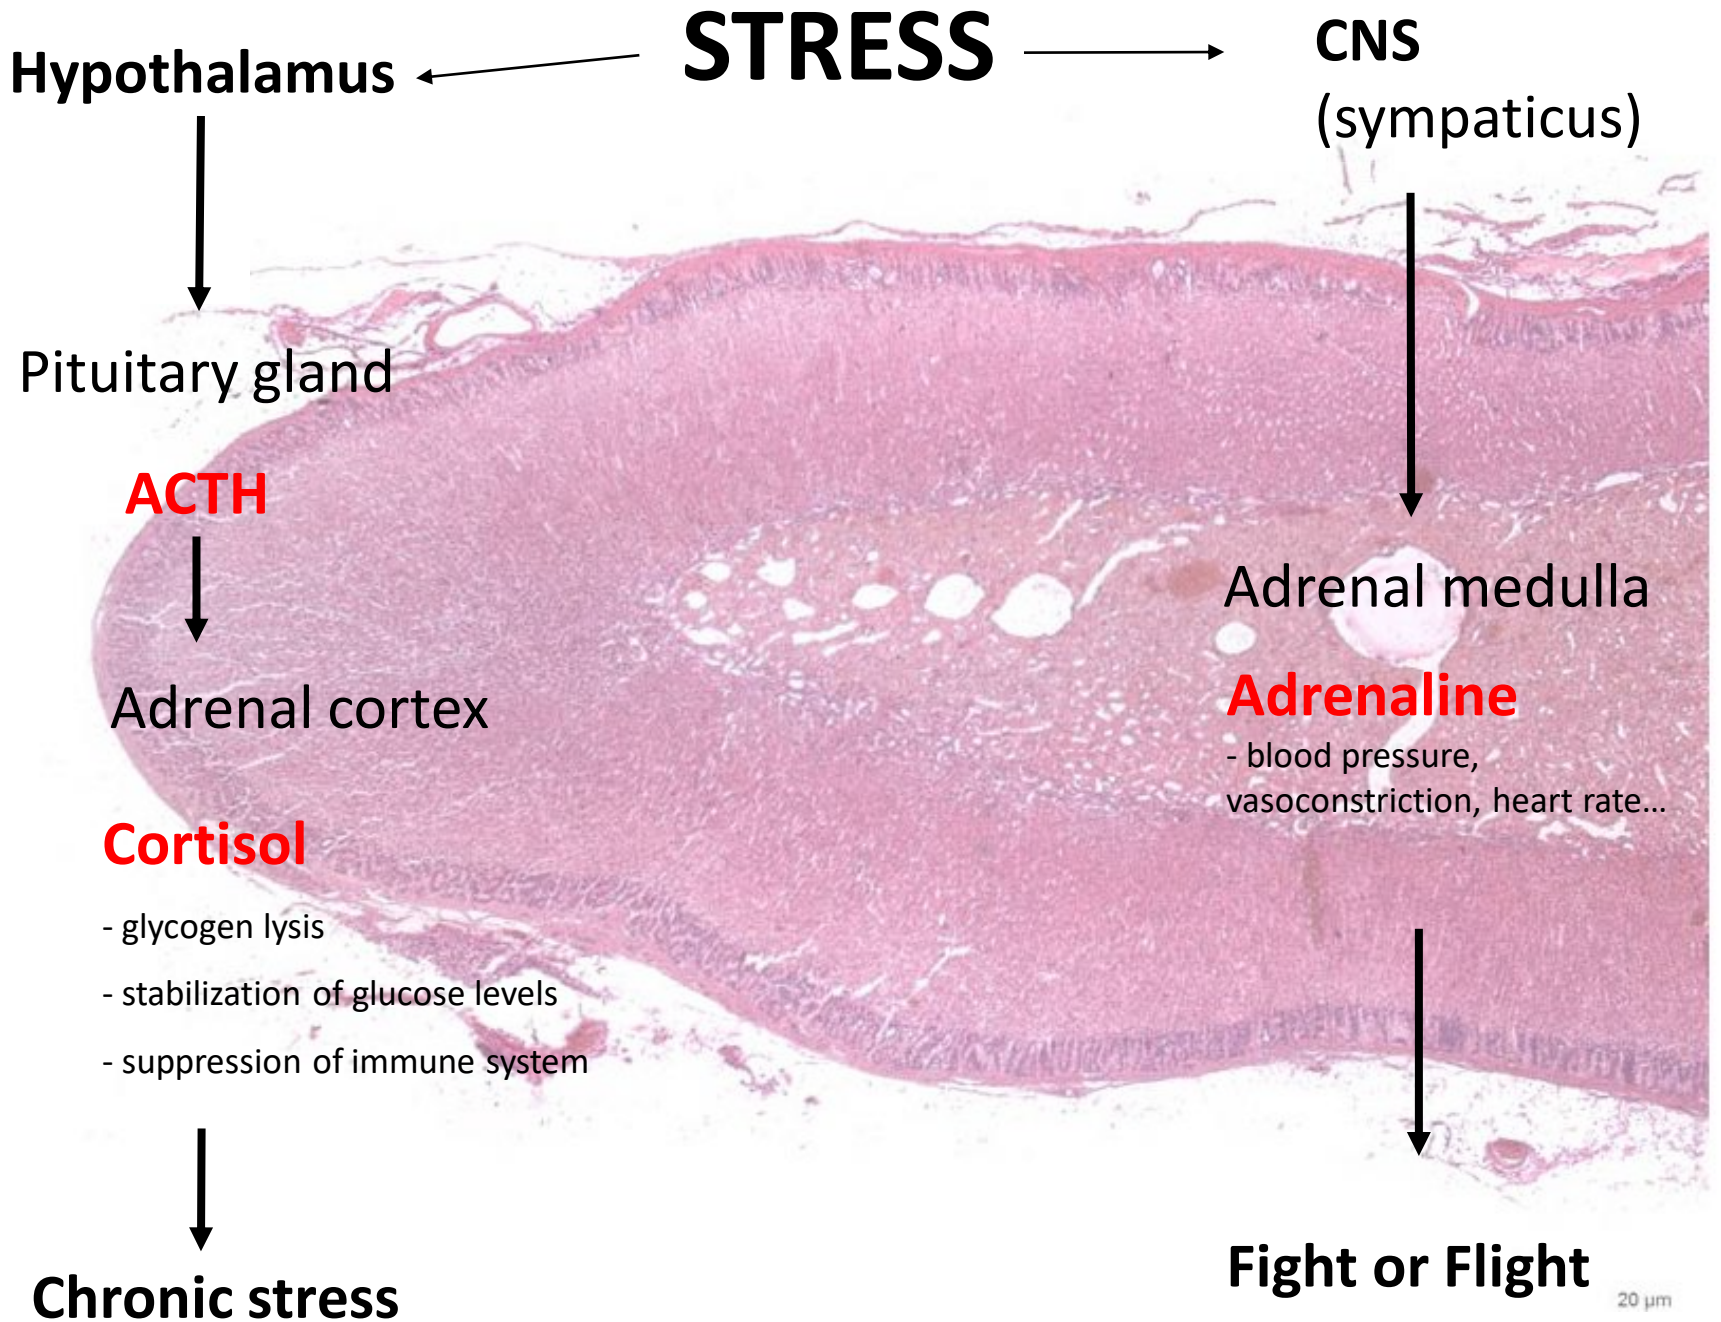 STRESS
Hypothalamus
CNS
(sympaticus)
Pituitary gland
ACTH
Adrenal cortex
Cortisol
- glycogen lysis
- stabilization of glucose levels
- suppression of immune system
Chronic stress
Adrenal medulla
Adrenaline
- blood pressure,
vasoconstriction, heart rate…
Fight or Flight
20 µm